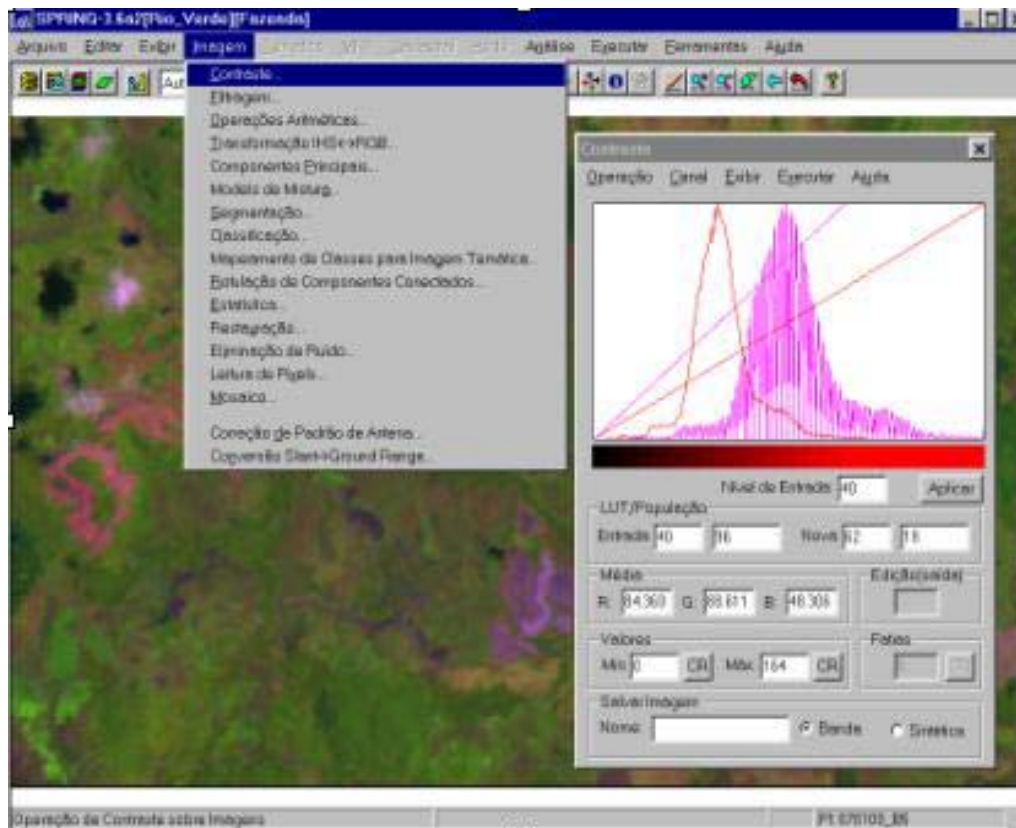 SPRING-3.6a2[Rio_Verde][Fazenda]
Arquivo Editar Exibir Imagem Análise Executar Ferramentas Ajuda
Aut
Contraste...
Filtragem...
Operações Aritméticas...
Transformação IHS<->RGB...
Componentes Principais...
Modelo de Mistura...
Segmentação...
Classificação...
Mapeamento de Classes para Imagem Temática...
Rotulação de Componentes Conectados...
Estatística...
Restauração...
Eliminação de Ruído...
Leitura de Pixels...
Mosaico...
Correção de Padrão de Antena...
Conversão Slant->Ground Range...
Contraste
Operação Canal Exibir Executar Ajuda
Nível de Entrada 40 Aplicar
LUT/População
Entrada 40 Nova 62 18
Média Edição(saída)
R: 84.360 G: 88.611 B: 48.306
Valores Fatias
Mín 0 CR Máx 164 CR
Salvar Imagem
Nome: Banda Sintética
Operação de Contraste sobre Imagens